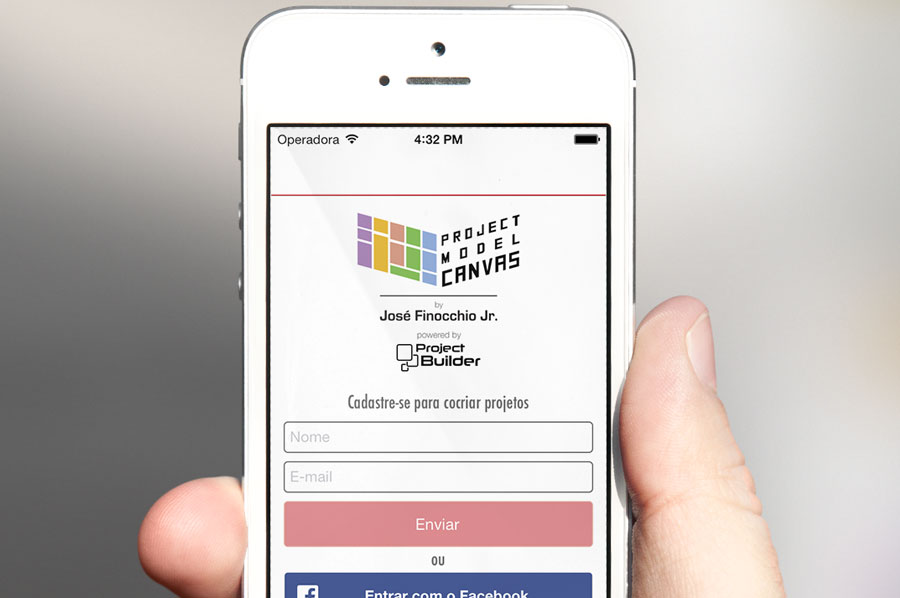 Operadora 4:32 PM
PROJECT
MODEL
CANVAS
by
José Finocchio Jr.
powered by
Project
Builder
Cadastre-se para cocriar projetos
Nome
E-mail
Enviar
ou
Entrar com o Facebook